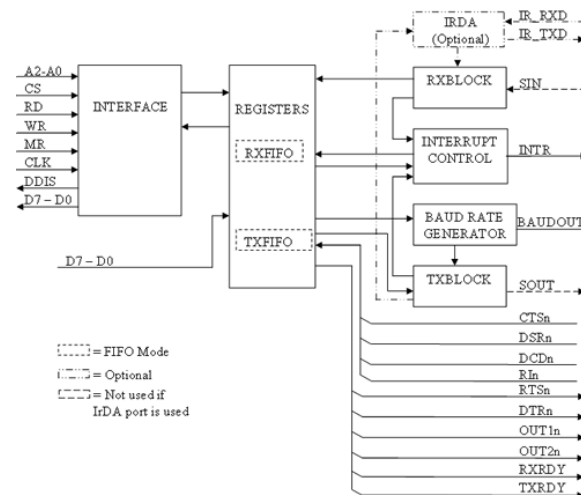 IRDA
(Optional)
IR_RXD
IR_TXD
A2-A0
CS
RD
WR
MR
CLK
DDIS
D7 – D0
INTERFACE
REGISTERS
RXFIFO
TXFIFO
D7 – D0
RXBLOCK
SIN
INTERRUPT
CONTROL
INTR
BAUD RATE
GENERATOR
BAUDOUT
TXBLOCK
SOUT
CTSn
DSRn
DCDn
RIn
RTSn
DTRn
OUT1n
OUT2n
RXRDY
TXRDY
= FIFO Mode
= Optional
= Not used if
IrDA port is used